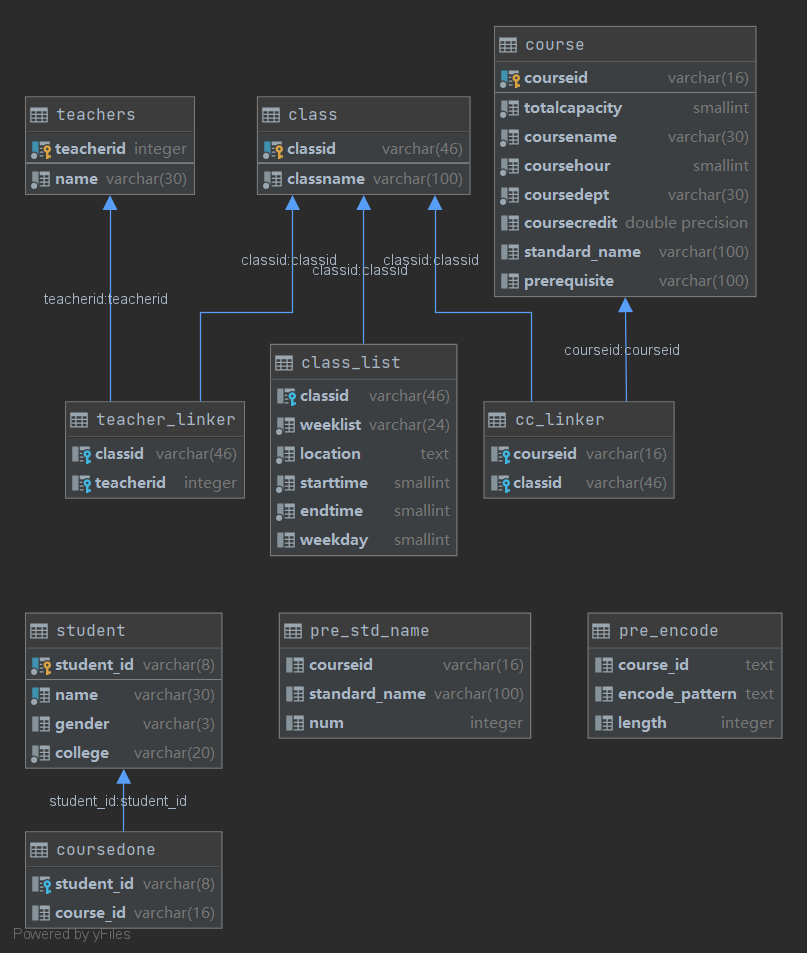 course
courseid varchar(16)
totalcapacity smallint
coursename varchar(30)
coursehour smallint
coursedept varchar(30)
coursecredit double precision
standard_name varchar(100)
prerequisite varchar(100)
teachers
teacherid integer
name varchar(30)
class
classid varchar(46)
classname varchar(100)
classid:classid
classid:classid
classid:classid
teacherid:teacherid
courseid:courseid
teacher_linker
classid varchar(46)
teacherid integer
class_list
classid varchar(46)
weeklist varchar(24)
location text
starttime smallint
endtime smallint
weekday smallint
cc_linker
courseid varchar(16)
classid varchar(46)
student
student_id varchar(8)
name varchar(30)
gender varchar(3)
college varchar(20)
pre_std_name
courseid varchar(16)
standard_name varchar(100)
num integer
pre_encode
course_id text
encode_pattern text
length integer
student_id:student_id
coursedone
student_id varchar(8)
course_id varchar(16)
Powered by yFiles